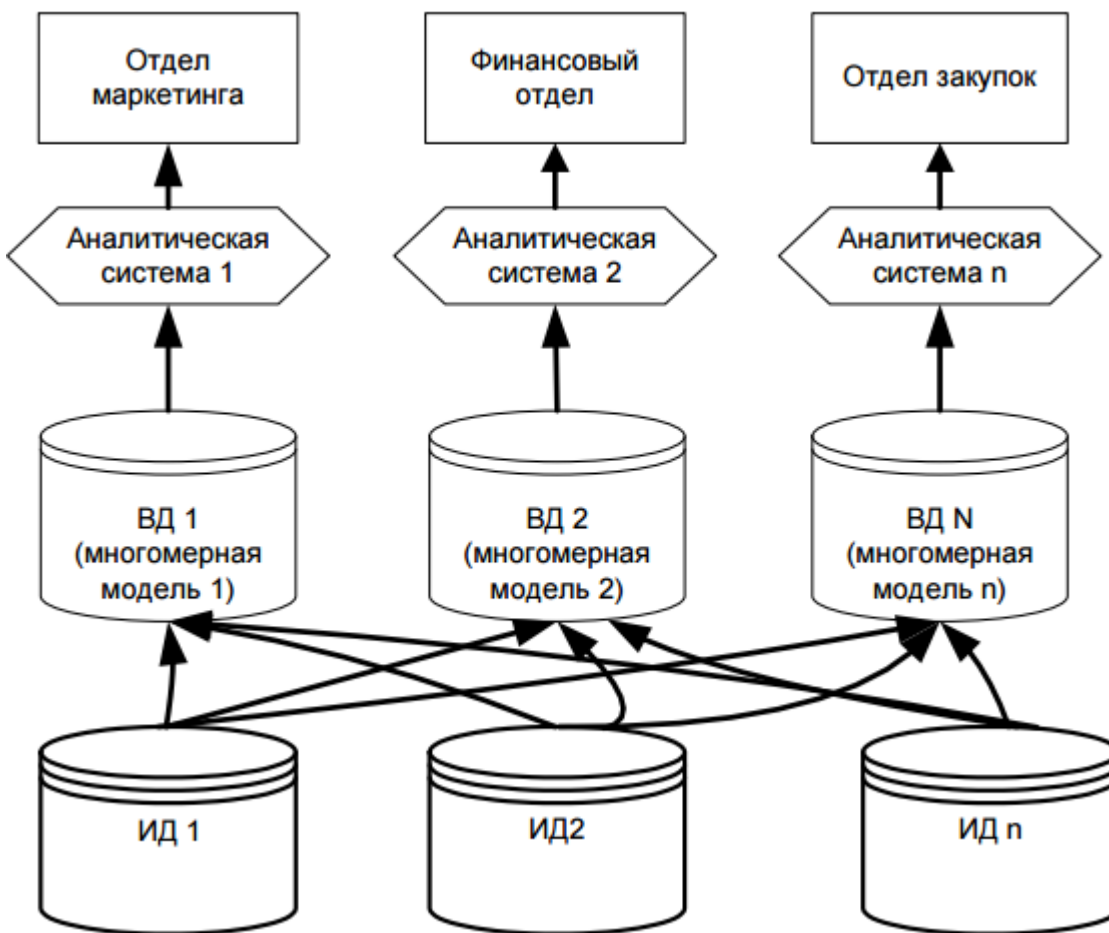 Отдел
маркетинга
Финансовый
отдел
Отдел закупок
Аналитическая
система 1
Аналитическая
система 2
Аналитическая
система n
ВД 1
(многомерная
модель 1)
ВД 2
(многомерная
модель 2)
ВД N
(многомерная
модель n)
ИД 1
ИД2
ИД n